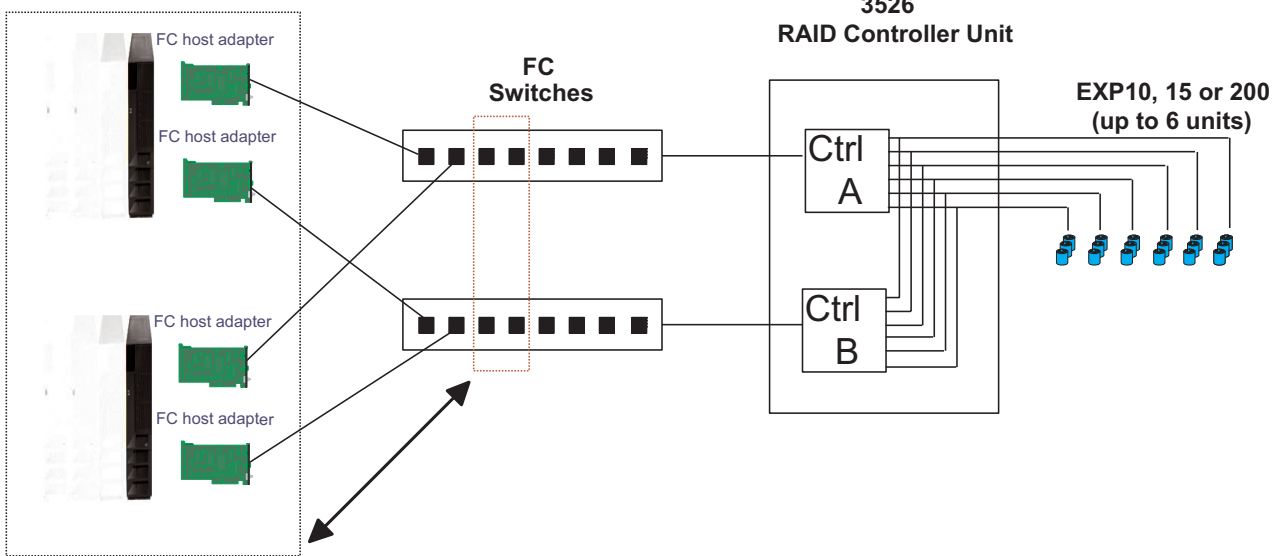 3526
RAID Controller Unit
FC host adapter
FC
Switches
EXP10, 15 or 200
(up to 6 units)
FC host adapter
Ctrl
A
FC host adapter
Ctrl
B
FC host adapter